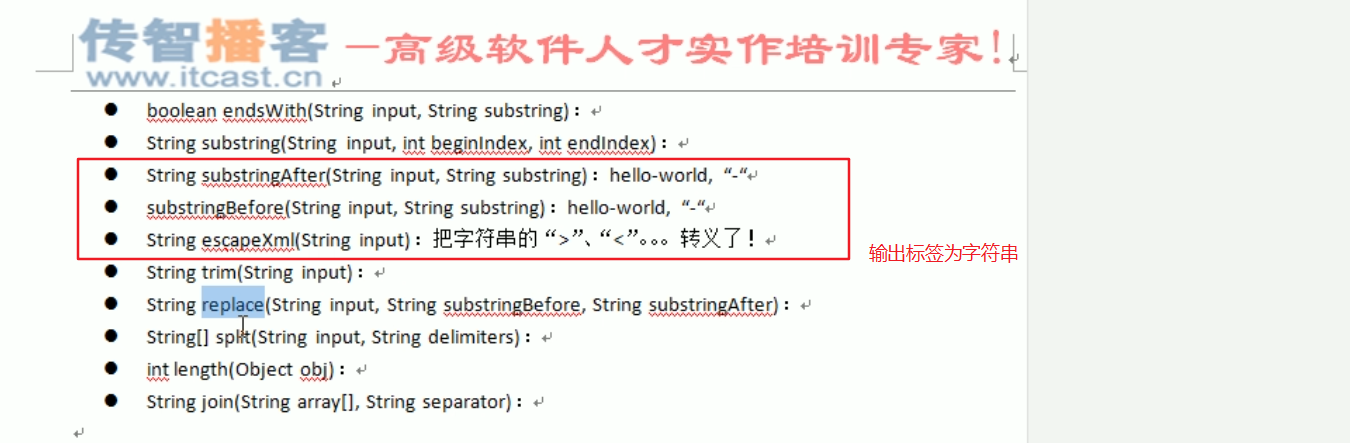 传智播客 —高级软件人才实作培训专家!
www.itcast.cn
● boolean endsWith(String input, String substring)：
● String substring(String input, int beginIndex, int endIndex)：
● String substringAfter(String input, String substring)：hello-world, “-“
● substringBefore(String input, String substring)：hello-world, “-“
● String escapeXml(String input)：把字符串的“>”、“<”。。。转义了！
输出标签为字符串
● String trim(String input)：
● String replace(String input, String substringBefore, String substringAfter)：
● String[] split(String input, String delimiters)：
● int length(Object obj)：
● String join(String array[], String separator)：